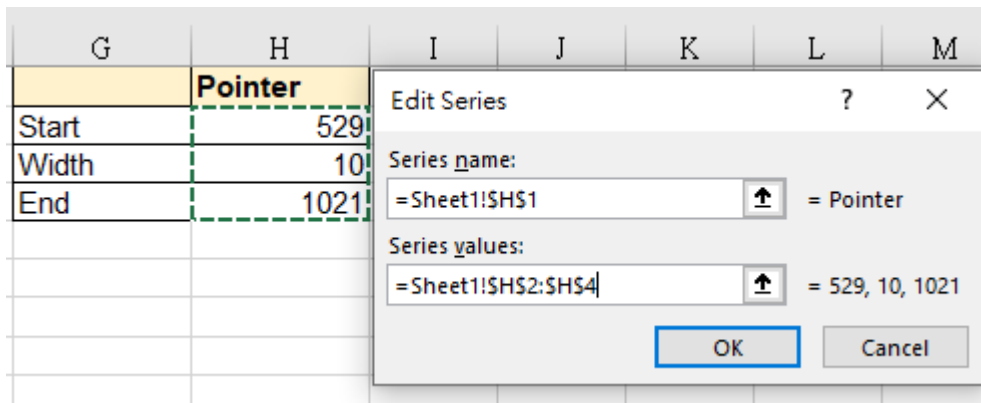 G H I J K L M
Pointer
Start 529
Width 10
End 1021
Edit Series ? ×
Series name:
=Sheet1!$H$1 = Pointer
Series values:
=Sheet1!$H$2:$H$4 = 529, 10, 1021
OK Cancel